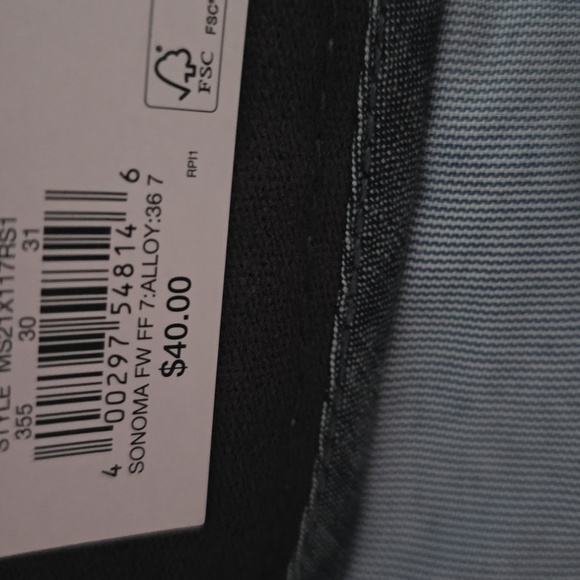 FSC
FSC®
RPI1
STYLE MS21X117RS1
355 30 31
4 00297 54814 6
SONOMA FW FF 7:ALLOY:36 7
$40.00